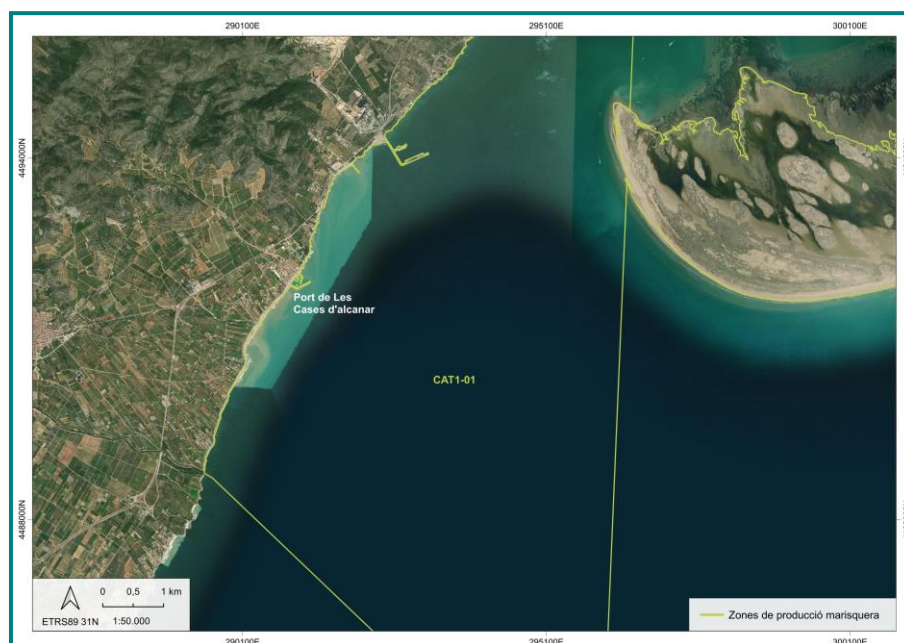 290100E 295100E 300100E
4494000N
Port de Les
Cases d'alcanar
CAT1-01
4488000N
0 0,5 1 km
ETRS89 31N 1:50.000
Zones de producció marisquera
290100E 295100E 300100E